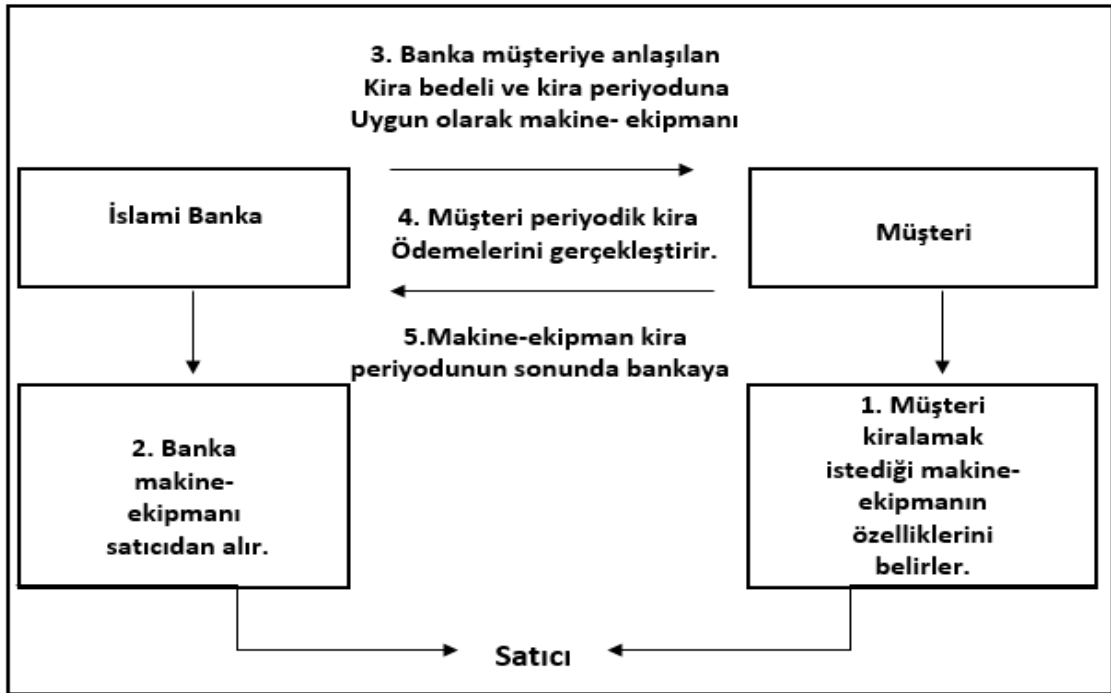 3. Banka müşteriye anlaşılan
Kira bedeli ve kira periyoduna
Uygun olarak makine- ekipmanı
İslami Banka
4. Müşteri periyodik kira
Ödemelerini gerçekleştirir.
Müşteri
5.Makine-ekipman kira
periyodunun sonunda bankaya
2. Banka
makine-
ekipmanı
satıcıdan alır.
1. Müşteri
kiralamak
istediği makine-
ekipmanın
özelliklerini
belirler.
Satıcı